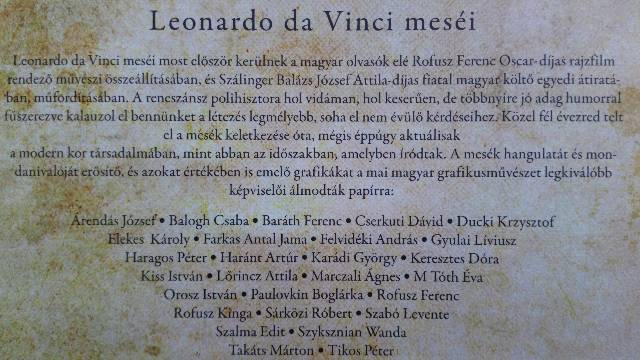 Leonardo da Vinci meséi
Leonardo da Vinci meséi most először kerülnek a magyar olvasók elé Rofusz Ferenc Oscar-díjas rajzfilm
rendező művészi összeállításában, és Szálinger Balázs József Attila-díjas fiatal magyar költő egyedi átiratá-
ban, műfordításában. A reneszánsz polihisztora hol vidáman, hol keserűen, de többnyire jó adag humorral
fűszerezve kalauzol el bennünket a létezés legmélyebb, soha el nem évülő kérdéseihez. Közel fél évezred telt
el a mesék keletkezése óta, mégis éppúgy aktuálisak
a modern kor társadalmában, mint abban az időszakban, amelyben íródtak. A mesék hangulatát és mon-
danivalóját erősítő, és azokat értékében is emelő grafikákat a mai magyar grafikusművészet legkiválóbb
képviselői álmodták papírra:
Árendás József • Balogh Csaba • Baráth Ferenc • Cserkuti Dávid • Ducki Krzysztof
Elekes Károly • Farkas Antal Jama • Felvidéki András • Gyulai Líviusz
Haragos Péter • Haránt Artúr • Karádi György • Keresztes Dóra
Kiss István • Lőrincz Attila • Marczali Ágnes • M Tóth Éva
Orosz István • Paulovkin Boglárka • Rofusz Ferenc
Rofusz Kinga • Sárközi Róbert • Szabó Levente
Szalma Edit • Szyksznian Wanda
Takáts Márton • Tikos Péter